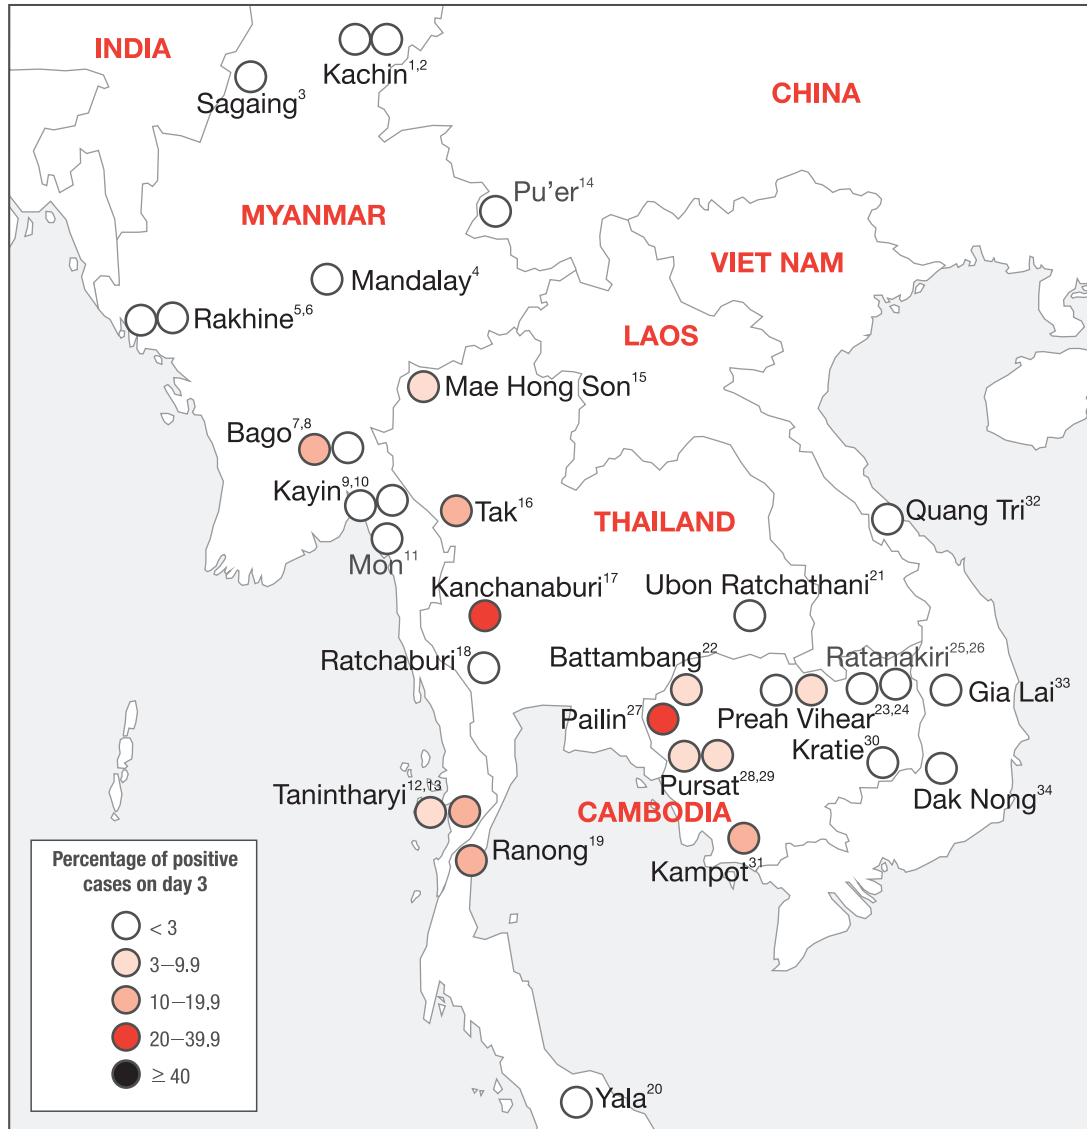 INDIA
Kachin1,2
Sagaing3
CHINA
Pu’er14
MYANMAR
VIET NAM
Mandalay4
Rakhine5,6
LAOS
Mae Hong Son15
Bago7,8
Kayin9,10
Tak16
THAILAND
Quang Tri32
Mon11
Kanchanaburi17
Ubon Ratchathani21
Ratchaburi18
Battambang22
Ratanakiri25,26
Gia Lai33
Pailin27
Preah Vihear23,24
Kratie30
Pursat28,29
Tanintharyi12,13
Dak Nong34
CAMBODIA
Ranong19
Kampot31
Percentage of positive
cases on day 3
< 3
3–9.9
10–19.9
20–39.9
≥ 40
Yala20